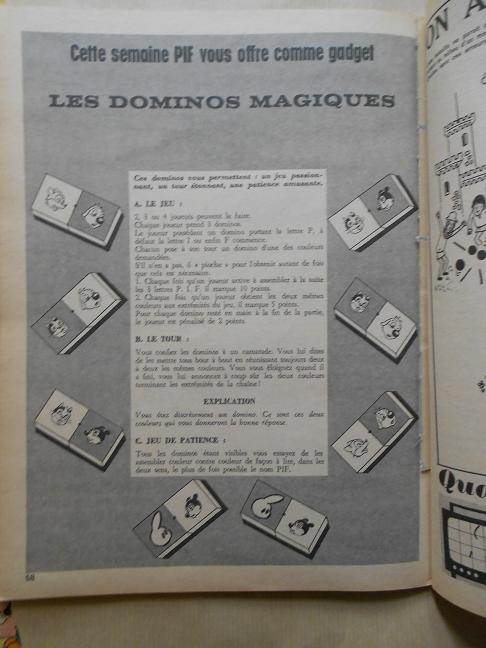 Cette semaine PIF vous offre comme gadget
LES DOMINOS MAGIQUES
Ces dominos vous permettent : un jeu passion-
nant, un tour étonnant, une patience amusante.
A. LE JEU :
2, 3 ou 4 joueurs peuvent la faire.
Chaque joueur prend 3 dominos.
Le joueur possédant un domino portant la lettre P, à
défaut la lettre I ou enfin F commence.
Chacun pose à son tour un domino d'une des couleurs
demandées.
S'il n'en a pas, il « pioche » pour l'obtenir autant de fois
que cela est nécessaire.
1. Chaque fois qu'un joueur arrive à assembler à la suite
les 3 lettres P. I. F. il marque 10 points.
2. Chaque fois qu'un joueur obtient les deux mêmes
couleurs aux extrémités du jeu, il marque 5 points.
Pour chaque domino resté en main à la fin de la partie,
le joueur est pénalisé de 2 points.
B. LE TOUR :
Vous confiez les dominos à un camarade. Vous lui dites
de les mettre tous bout à bout en réunissant toujours deux
à deux les mêmes couleurs. Vous vous éloignez quand il
a fini, vous lui annoncez à coup sûr les deux couleurs
terminant les extrémités de la chaîne !
EXPLICATION
Vous ôtez discrètement un domino. Ce sont ces deux
couleurs qui vous donneront la bonne réponse.
C. JEU DE PATIENCE :
Tous les dominos étant visibles vous essayez de les
assembler couleur contre couleur de façon à lire, dans les
deux sens, le plus de fois possible le nom PIF.
58
ON A
Qu